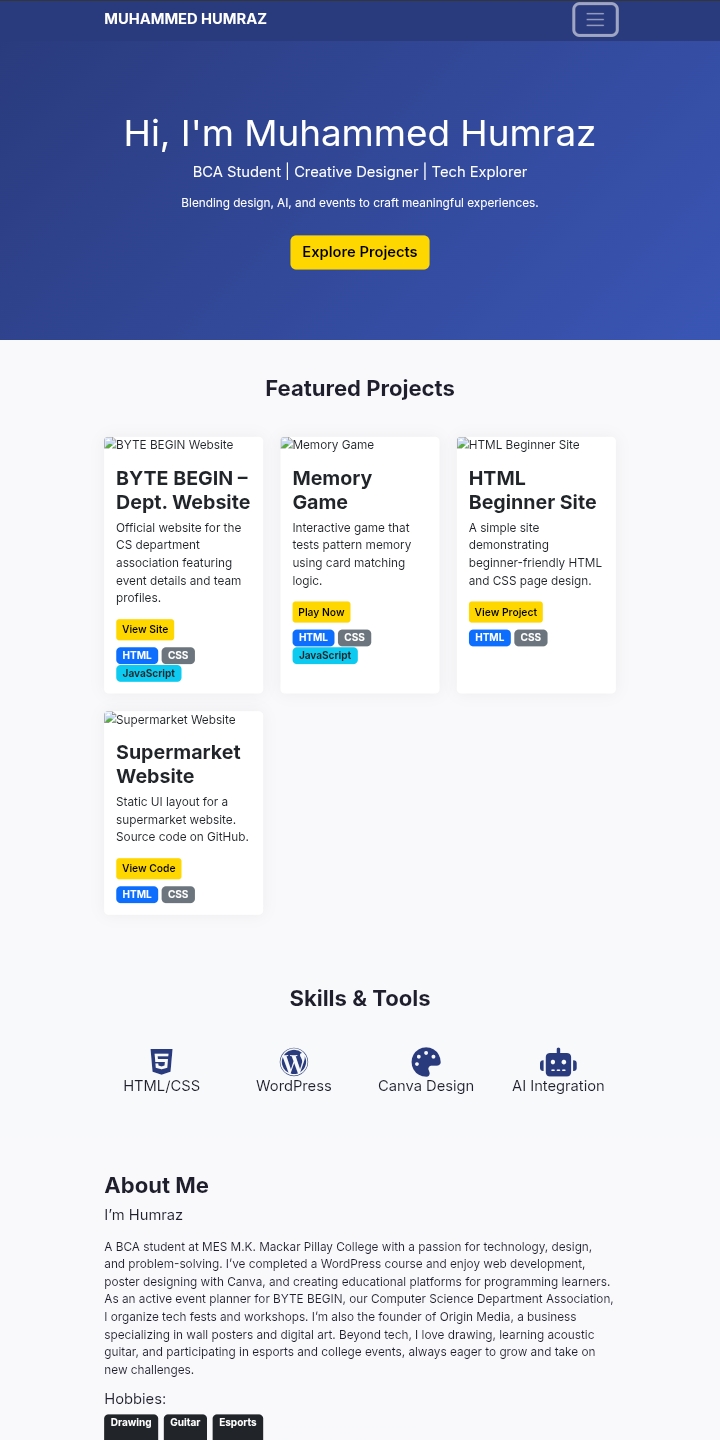 MUHAMMED HUMRAZ
Hi, I'm Muhammed Humraz
BCA Student | Creative Designer | Tech Explorer
Blending design, AI, and events to craft meaningful experiences.
Explore Projects
Featured Projects
BYTE BEGIN Website
BYTE BEGIN –
Dept. Website
Official website for the
CS department
association featuring
event details and team
profiles.
View Site
HTML CSS
JavaScript
Memory Game
Memory
Game
Interactive game that
tests pattern memory
using card matching
logic.
Play Now
HTML CSS
JavaScript
HTML Beginner Site
HTML
Beginner Site
A simple site
demonstrating
beginner-friendly HTML
and CSS page design.
View Project
HTML CSS
Supermarket Website
Supermarket
Website
Static UI layout for a
supermarket website.
Source code on GitHub.
View Code
HTML CSS
Skills & Tools
HTML/CSS
WordPress
Canva Design
AI Integration
About Me
I’m Humraz
A BCA student at MES M.K. Mackar Pillay College with a passion for technology, design,
and problem-solving. I’ve completed a WordPress course and enjoy web development,
poster designing with Canva, and creating educational platforms for programming learners.
As an active event planner for BYTE BEGIN, our Computer Science Department Association,
I organize tech fests and workshops. I’m also the founder of Origin Media, a business
specializing in wall posters and digital art. Beyond tech, I love drawing, learning acoustic
guitar, and participating in esports and college events, always eager to grow and take on
new challenges.
Hobbies:
Drawing Guitar Esports